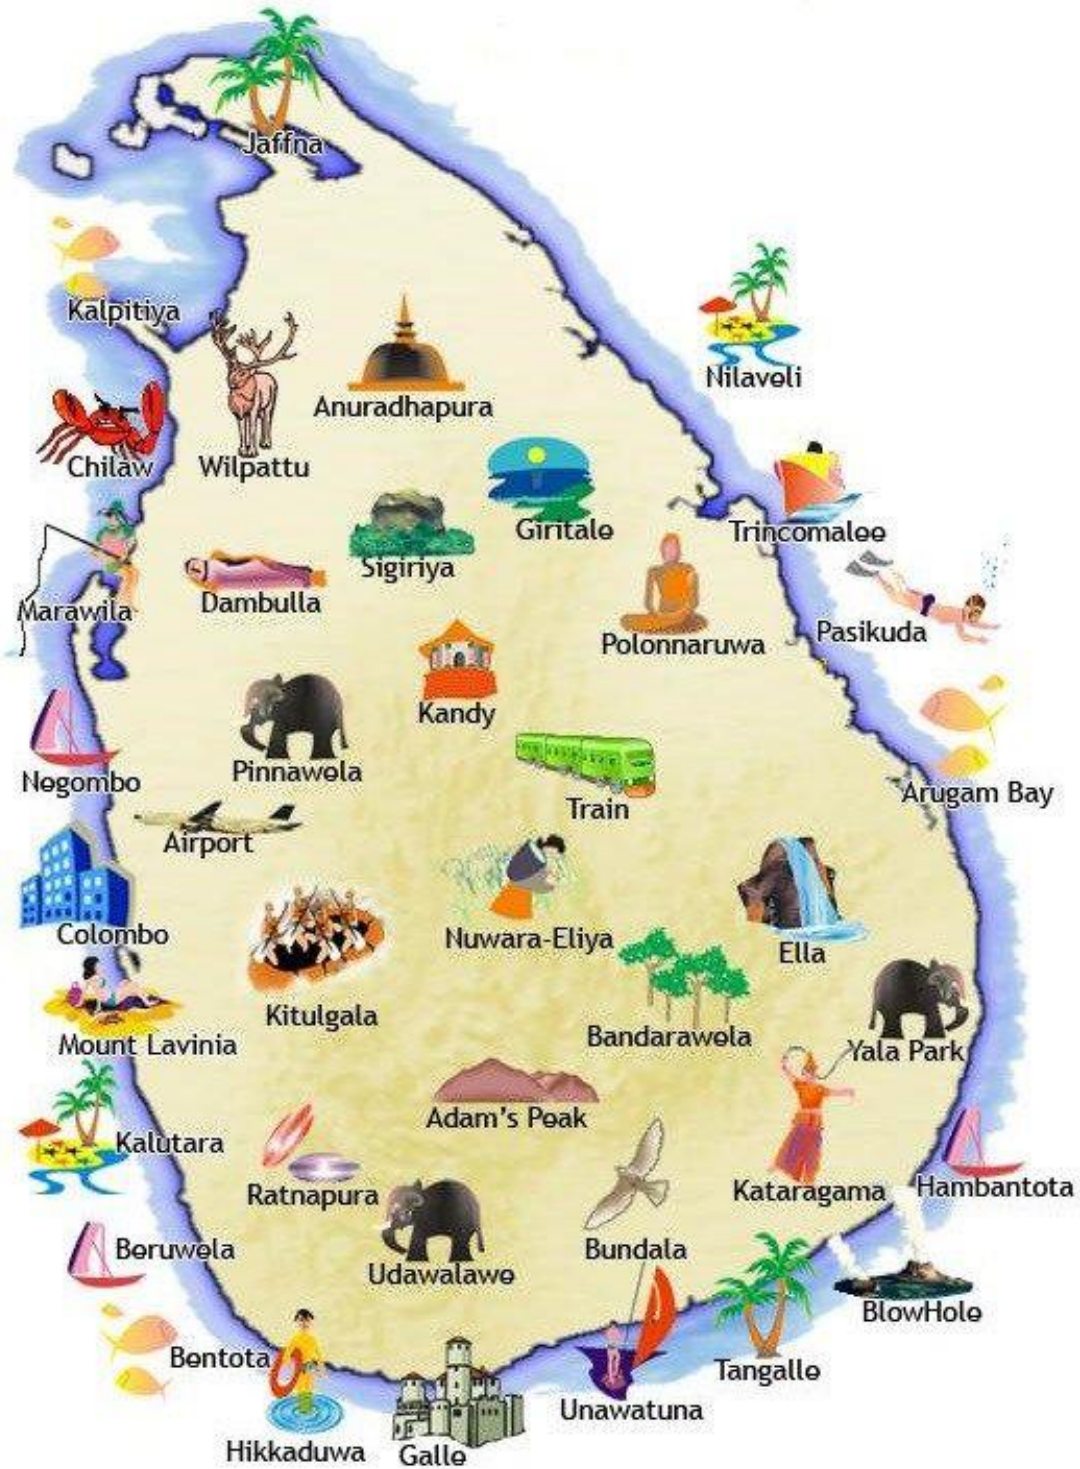 Jaffna
Kalpitiya
Nilaveli
Anuradhapura
Chilaw
Wilpattu
Giritale
Trincomalee
Sigiriya
Dambulla
Marawila
Pasikuda
Polonnaruwa
Kandy
Pinnawela
Negombo
Arugam Bay
Train
Airport
Colombo
Nuwara-Eliya
Ella
Kitulgala
Bandarawela
Mount Lavinia
Yala Park
Adam's Peak
Kalutara
Ratnapura
Kataragama
Hambantota
Beruwela
Bundala
Udawalawe
BlowHole
Bentota
Tangalle
Unawatuna
Hikkaduwa
Galle